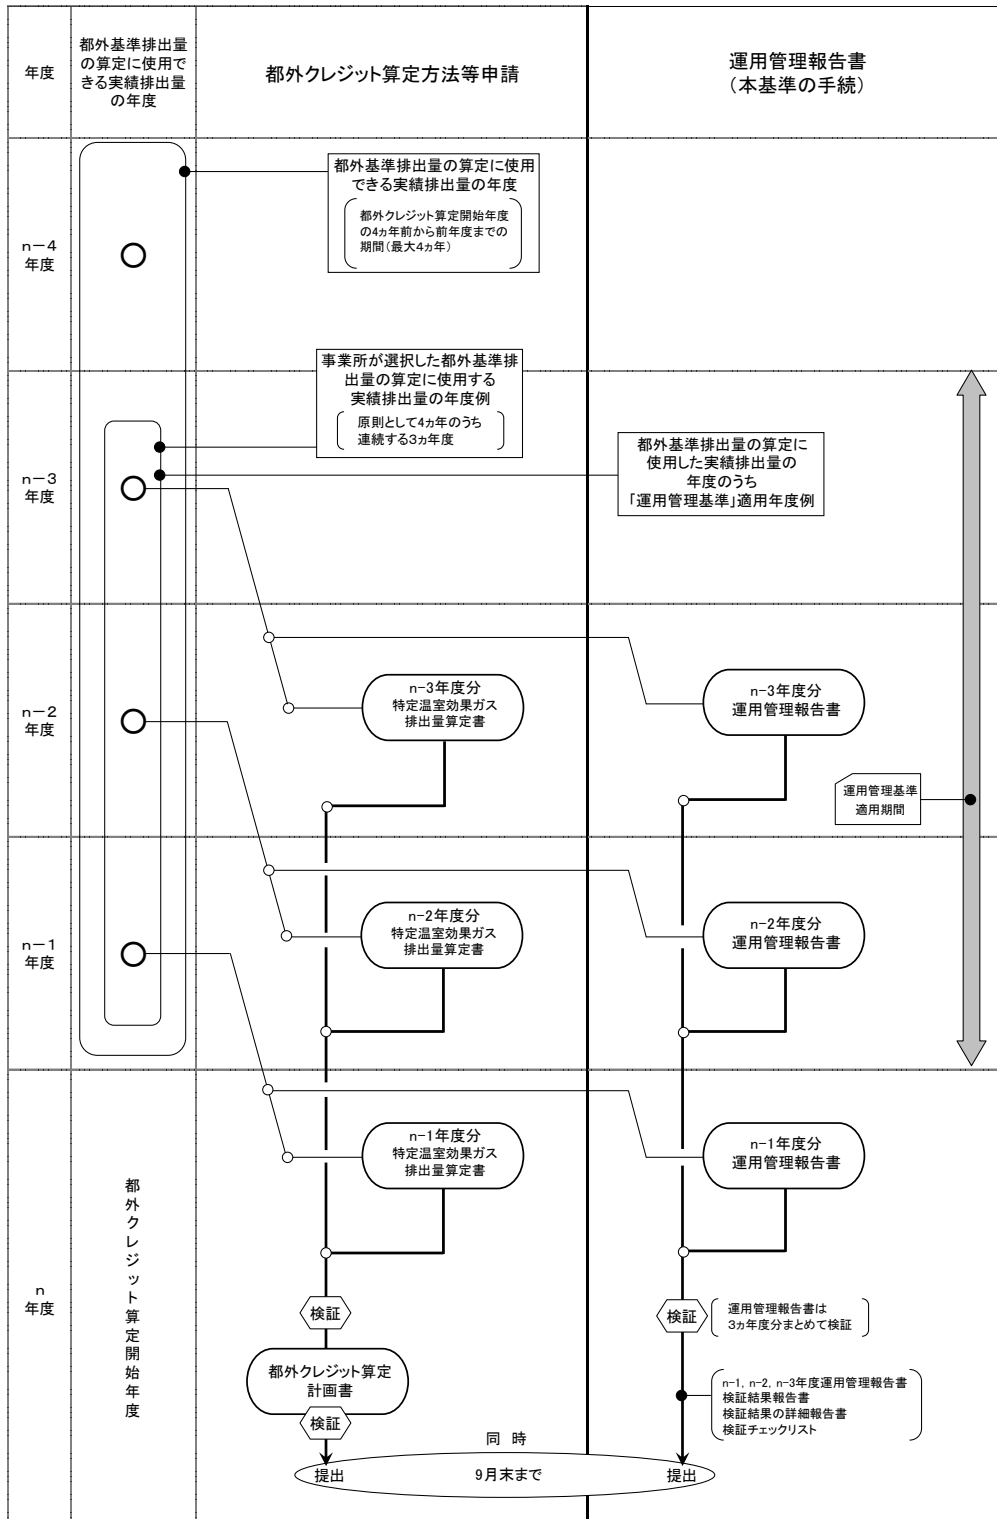 年度
都外基準排出量
の算定に使用で
きる実績排出量
の年度
都外クレジット算定方法等申請
運用管理報告書
(本基準の手続)
n-4
年度
都外基準排出量の算定に使用
できる実績排出量の年度
都外クレジット算定開始年度
の4ヵ年前から前年度までの
期間(最大4ヵ年)
事業所が選択した都外基準排
出量の算定に使用する
実績排出量の年度例
原則として4ヵ年のうち
連続する3ヵ年度
n-3
年度
都外基準排出量の算定に
使用した実績排出量の
年度のうち
「運用管理基準」適用年度例
n-2
年度
n-3年度分
特定温室効果ガス
排出量算定書
n-3年度分
運用管理報告書
運用管理基準
適用期間
n-1
年度
n-2年度分
特定温室効果ガス
排出量算定書
n-2年度分
運用管理報告書
n
年度
都外クレジット算定開始年度
n-1年度分
特定温室効果ガス
排出量算定書
n-1年度分
運用管理報告書
検証
検証
運用管理報告書は
3ヵ年度分まとめて検証
都外クレジット算定
計画書
検証
n-1, n-2, n-3年度運用管理報告書
検証結果報告書
検証結果の詳細報告書
検証チェックリスト
同 時
提出
9月末まで
提出